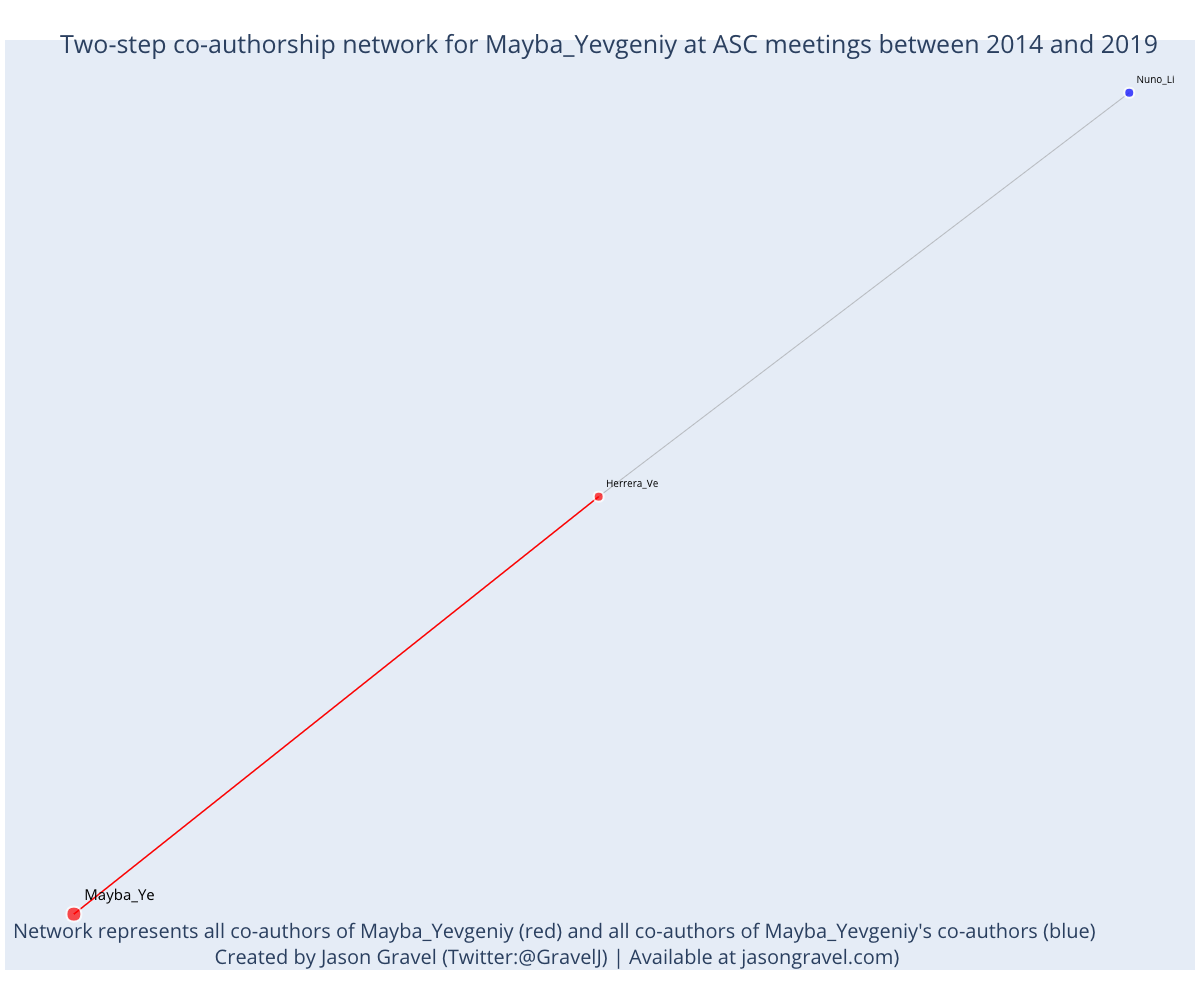 Two-step co-authorship network for Mayba_Yevgeniy at ASC meetings between 2014 and 2019
Nuno_Li
Herrera_Ve
Mayba_Ye
Network represents all co-authors of Mayba_Yevgeniy (red) and all co-authors of Mayba_Yevgeniy's co-authors (blue)
Created by Jason Gravel (Twitter:@GravelJ) | Available at jasongravel.com)